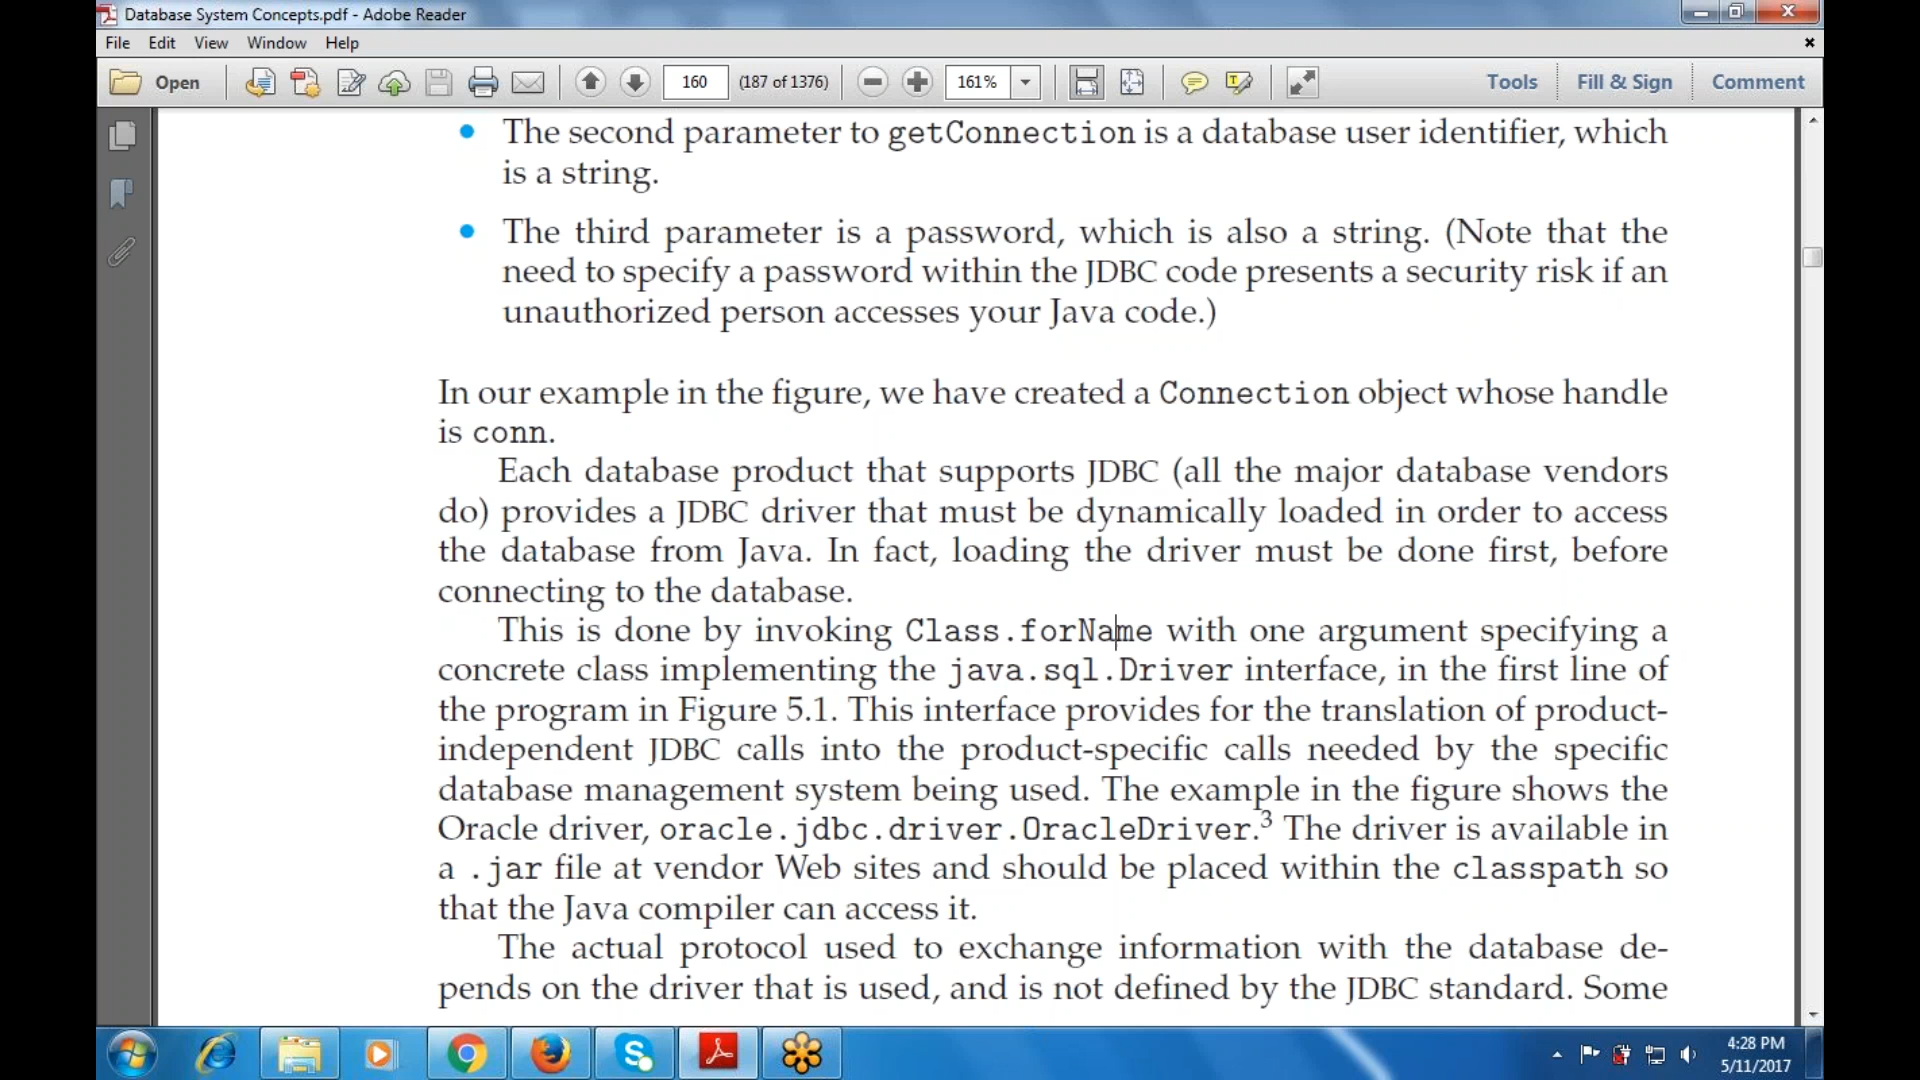 Database System Concepts.pdf - Adobe Reader
File Edit View Window Help
Open 160 (187 of 1376) 161% Tools Fill & Sign Comment
• The second parameter to getConnection is a database user identifier, which
is a string.
• The third parameter is a password, which is also a string. (Note that the
need to specify a password within the JDBC code presents a security risk if an
unauthorized person accesses your Java code.)
In our example in the figure, we have created a Connection object whose handle
is conn.
Each database product that supports JDBC (all the major database vendors
do) provides a JDBC driver that must be dynamically loaded in order to access
the database from Java. In fact, loading the driver must be done first, before
connecting to the database.
This is done by invoking Class.forName with one argument specifying a
concrete class implementing the java.sql.Driver interface, in the first line of
the program in Figure 5.1. This interface provides for the translation of product-
independent JDBC calls into the product-specific calls needed by the specific
database management system being used. The example in the figure shows the
Oracle driver, oracle.jdbc.driver.OracleDriver.³ The driver is available in
a .jar file at vendor Web sites and should be placed within the classpath so
that the Java compiler can access it.
The actual protocol used to exchange information with the database de-
pends on the driver that is used, and is not defined by the JDBC standard. Some
4:28 PM
5/11/2017